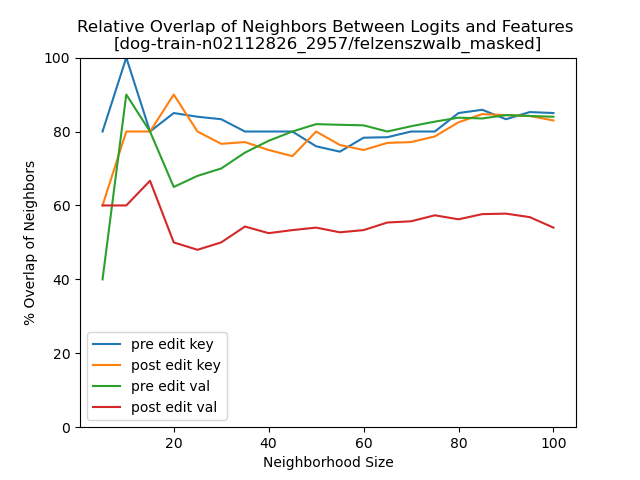 Relative Overlap of Neighbors Between Logits and Features
[dog-train-n02112826_2957/felzenszwalb_masked]
100
80
60
40
20
0
% Overlap of Neighbors
pre edit key
post edit key
pre edit val
post edit val
20 40 60 80 100
Neighborhood Size